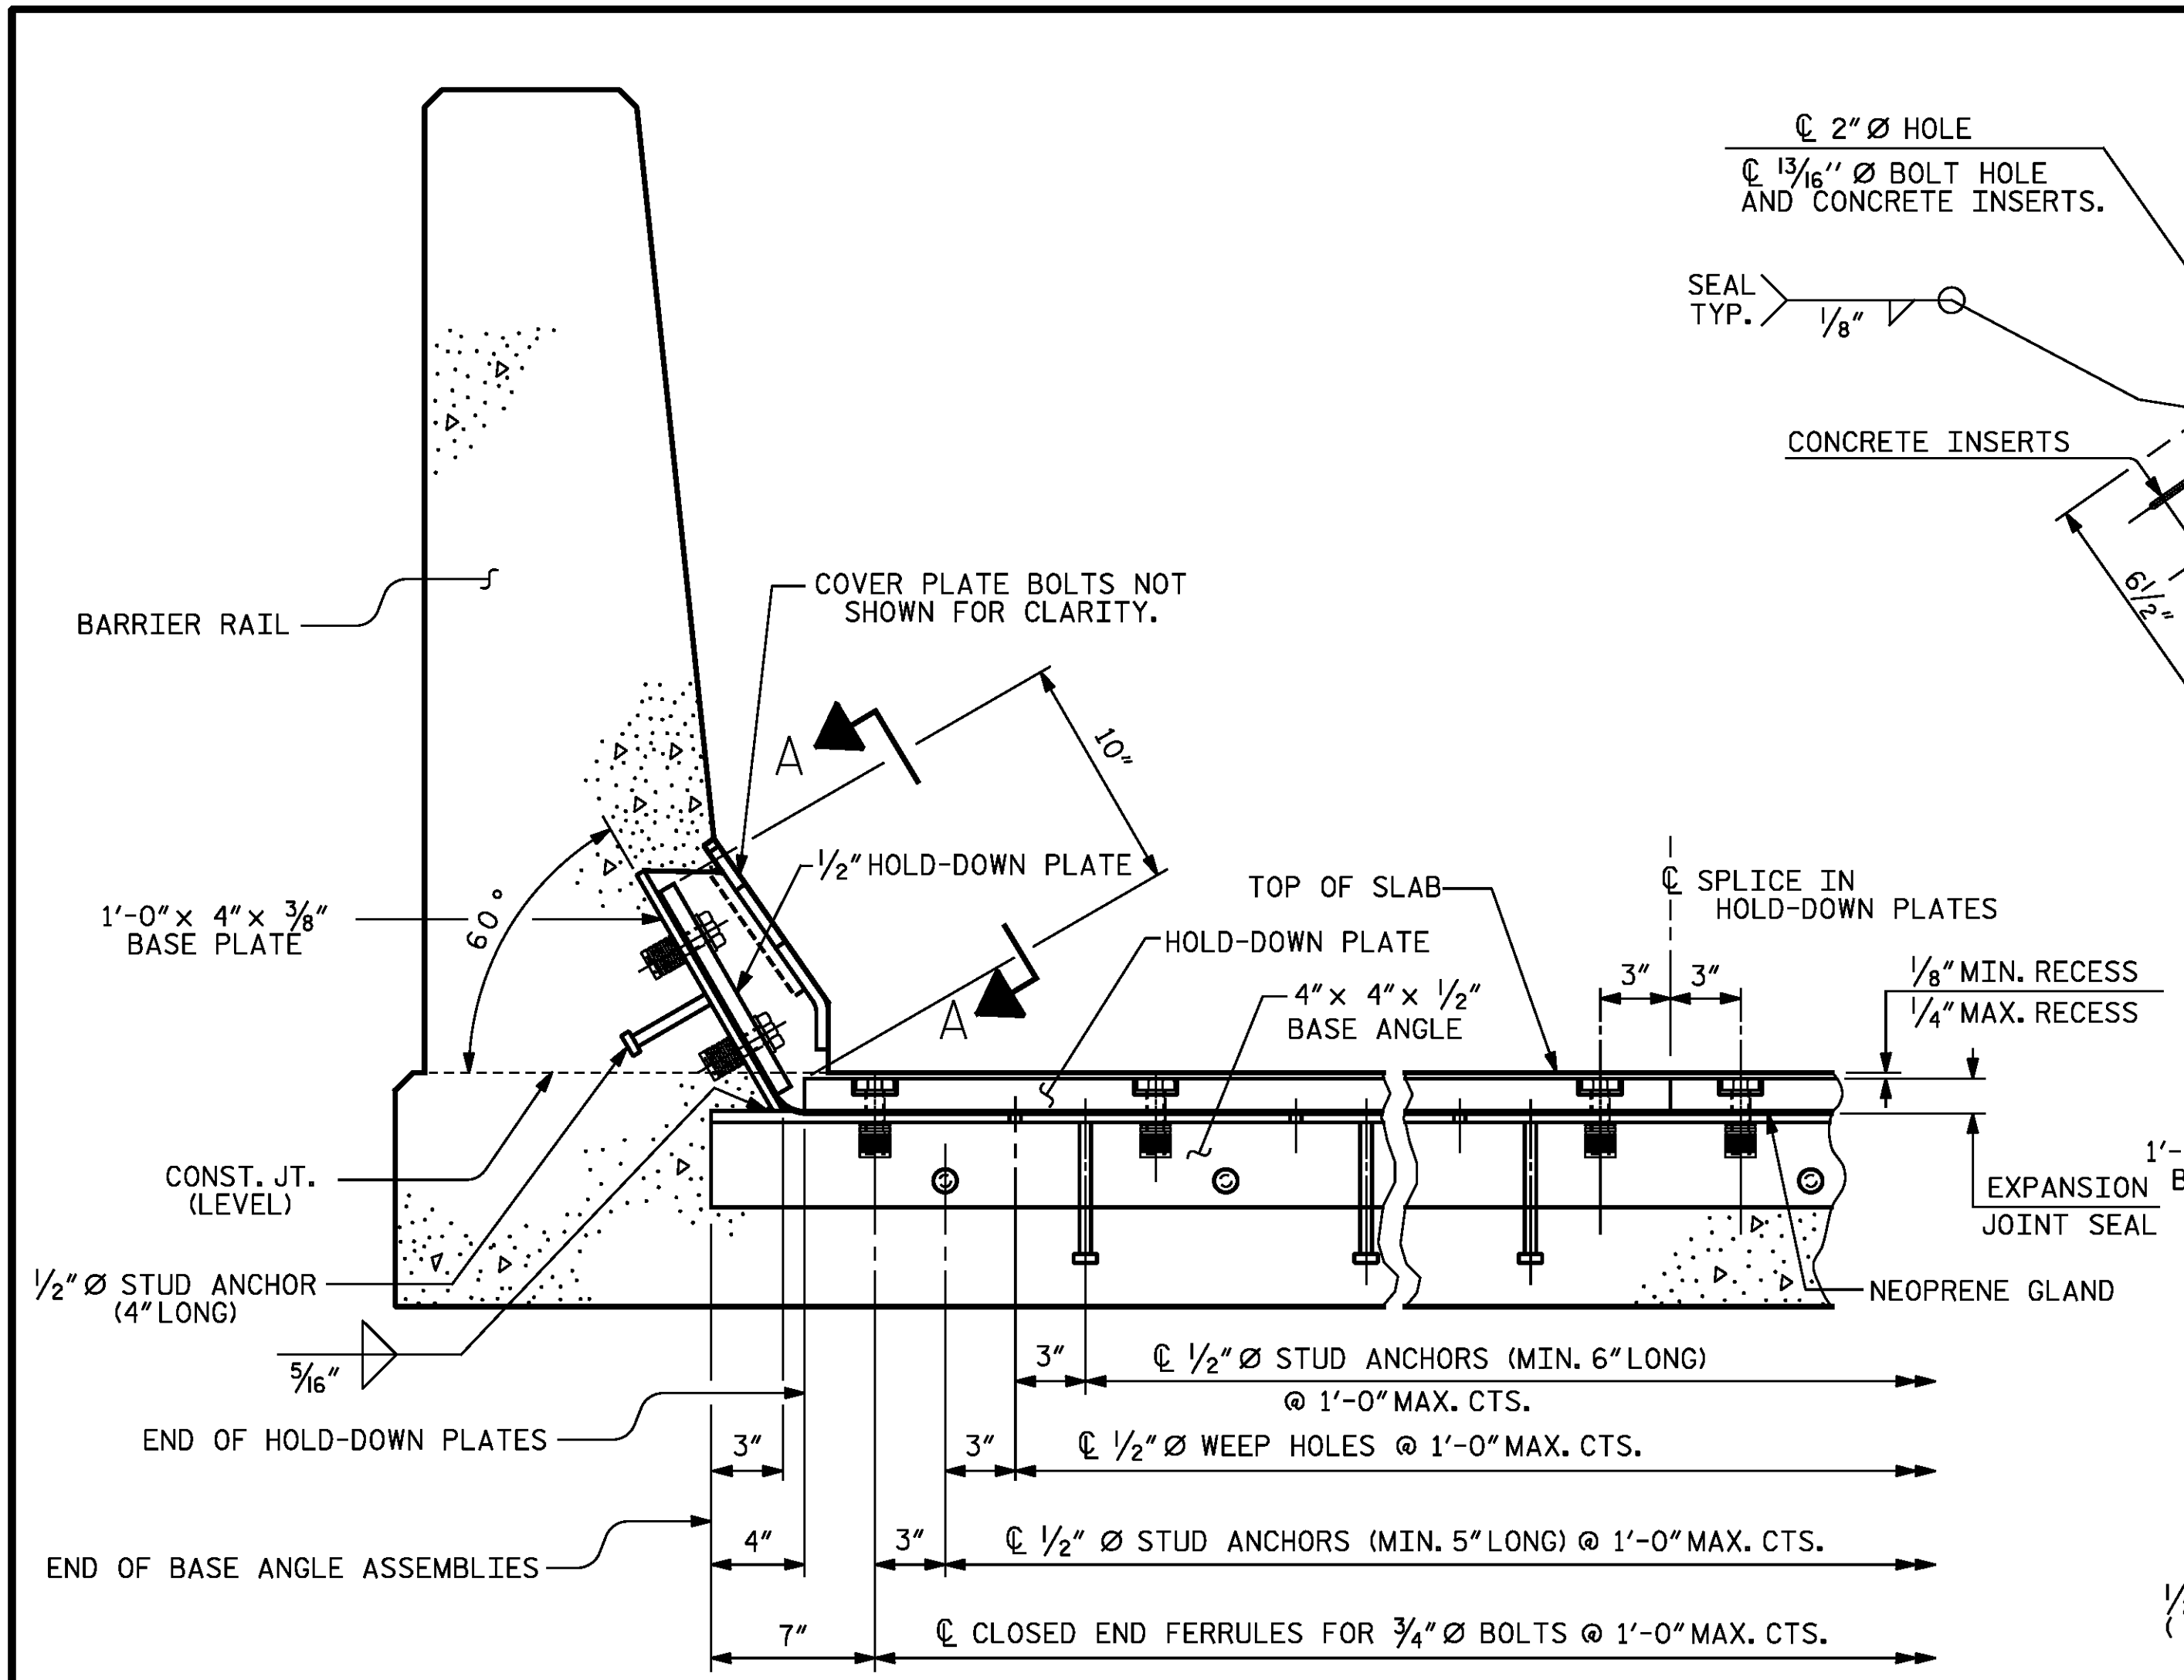 ℄ 2" Ø HOLE
℄ 13/16" Ø BOLT HOLE
AND CONCRETE INSERTS.
SEAL
TYP.
1/8"
CONCRETE INSERTS
6 1/2"
COVER PLATE BOLTS NOT
SHOWN FOR CLARITY.
BARRIER RAIL
A
10"
1/2" HOLD-DOWN PLATE
60°
1'-0" x 4" x 3/8"
BASE PLATE
TOP OF SLAB
HOLD-DOWN PLATE
℄ SPLICE IN
HOLD-DOWN PLATES
A
4" x 4" x 1/2"
BASE ANGLE
3" 3"
1/8" MIN. RECESS
1/4" MAX. RECESS
CONST. JT.
(LEVEL)
1'-
EXPANSION
JOINT SEAL
B
1/2" Ø STUD ANCHOR
(4" LONG)
NEOPRENE GLAND
5/16"
3" ℄ 1/2" Ø STUD ANCHORS (MIN. 6" LONG)
@ 1'-0" MAX. CTS.
END OF HOLD-DOWN PLATES
3" 3" ℄ 1/2" Ø WEEP HOLES @ 1'-0" MAX. CTS.
END OF BASE ANGLE ASSEMBLIES
4" 3" ℄ 1/2" Ø STUD ANCHORS (MIN. 5" LONG) @ 1'-0" MAX. CTS.
7" ℄ CLOSED END FERRULES FOR 3/4" Ø BOLTS @ 1'-0" MAX. CTS.